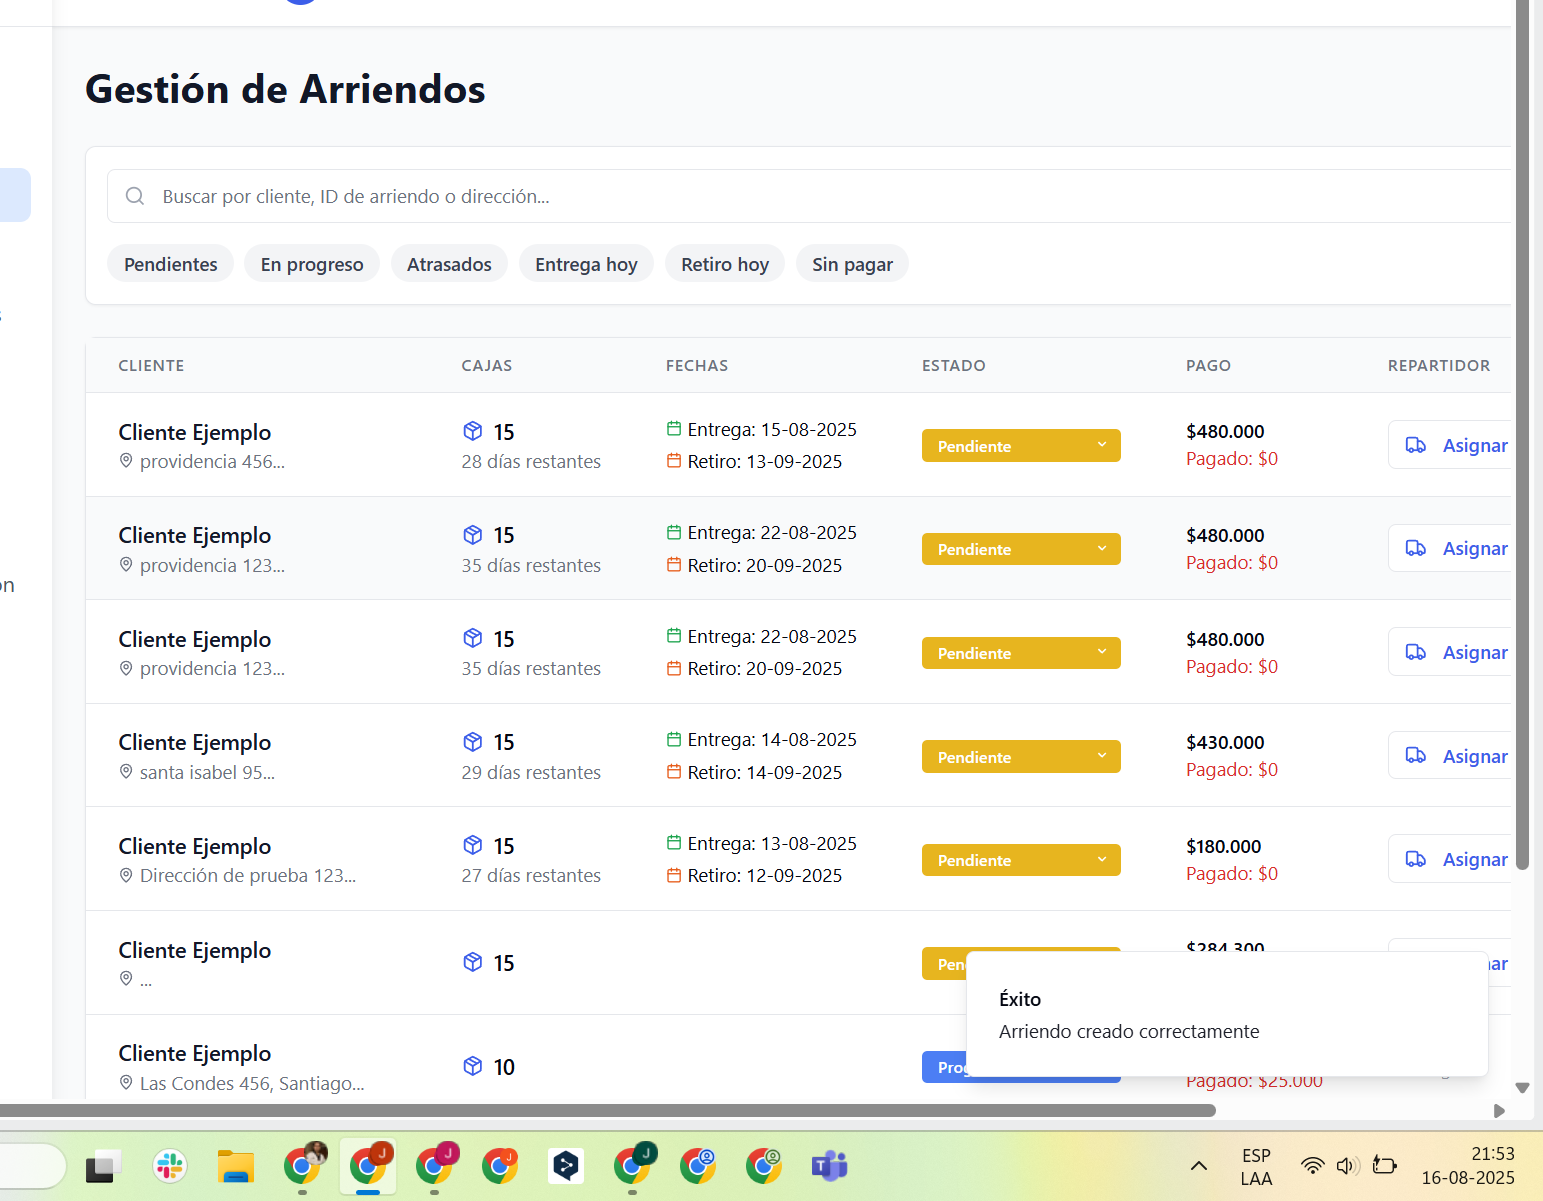 Gestión de Arriendos
Buscar por cliente, ID de arriendo o dirección...
Pendientes
En progreso
Atrasados
Entrega hoy
Retiro hoy
Sin pagar
CLIENTE
CAJAS
FECHAS
ESTADO
PAGO
REPARTIDOR
Cliente Ejemplo
providencia 456...
15
28 días restantes
Entrega: 15-08-2025
Retiro: 13-09-2025
Pendiente
$480.000
Pagado: $0
Asignar
Cliente Ejemplo
providencia 123...
15
35 días restantes
Entrega: 22-08-2025
Retiro: 20-09-2025
Pendiente
$480.000
Pagado: $0
Asignar
Cliente Ejemplo
providencia 123...
15
35 días restantes
Entrega: 22-08-2025
Retiro: 20-09-2025
Pendiente
$480.000
Pagado: $0
Asignar
Cliente Ejemplo
santa isabel 95...
15
29 días restantes
Entrega: 14-08-2025
Retiro: 14-09-2025
Pendiente
$430.000
Pagado: $0
Asignar
Cliente Ejemplo
Dirección de prueba 123...
15
27 días restantes
Entrega: 13-08-2025
Retiro: 12-09-2025
Pendiente
$180.000
Pagado: $0
Asignar
Cliente Ejemplo
...
15
Pen
$284.300
ar
Cliente Ejemplo
Las Condes 456, Santiago...
10
Prog
Pagado: $25.000
Éxito
Arriendo creado correctamente
on
ESP
LAA
21:53
16-08-2025